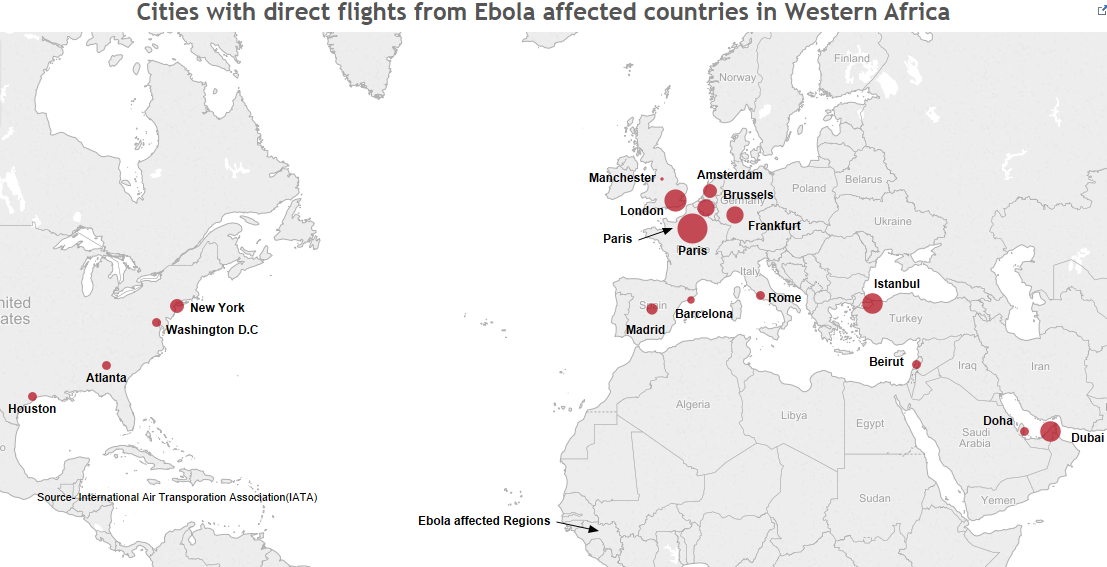 Cities with direct flights from Ebola affected countries in Western Africa
Finland
Norway
Manchester
Amsterdam
Belarus
Poland
Brussels
Germany
London
Ukraine
Frankfurt
Paris
Paris
Italy
Istanbul
nited
ates
New York
Rome
Spain
Barcelona
Turkey
Washington D.C
Madrid
Beirut
Iraq
Iran
Atlanta
Algeria
Houston
Libya
Egypt
Doha
Saudi
Arabia
Dubai
o
Source- International Air Transporation Association(IATA)
Sudan
Yemen
Ebola affected Regions